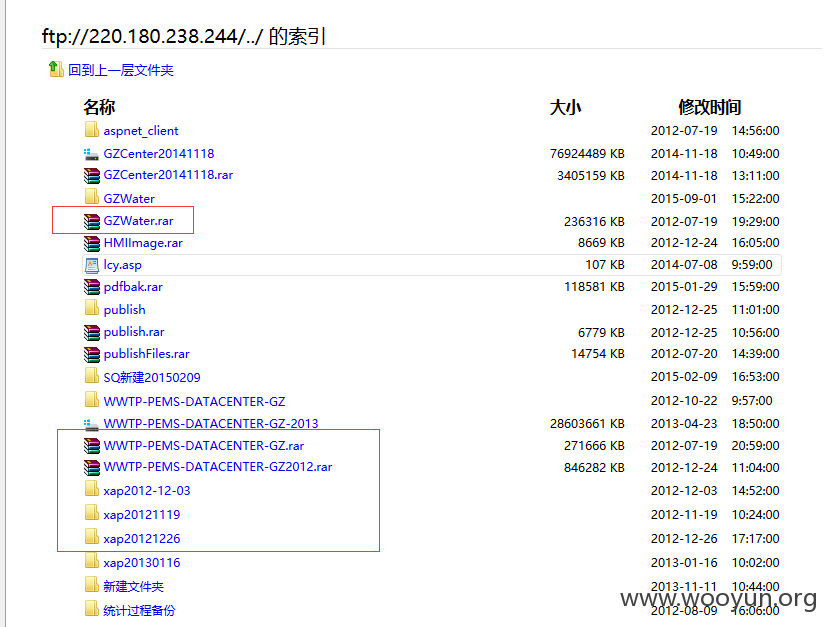 ftp://220.180.238.244/../ 的索引
回到上一层文件夹
名称 大小 修改时间
aspnet_client 2012-07-19 14:56:00
GZCenter20141118 76924489 KB 2014-11-18 10:49:00
GZCenter20141118.rar 3405159 KB 2014-11-18 13:11:00
GZWater 2015-09-01 15:22:00
GZWater.rar 236316 KB 2012-07-19 19:29:00
HMIImage.rar 8669 KB 2012-12-24 16:05:00
lcy.asp 107 KB 2014-07-08 9:59:00
pdfbak.rar 118581 KB 2015-01-29 15:59:00
publish 2012-12-25 11:01:00
publish.rar 6779 KB 2012-12-25 10:56:00
publishFiles.rar 14754 KB 2012-07-20 14:39:00
SQ新建20150209 2015-02-09 16:53:00
WWTP-PEMS-DATACENTER-GZ 2012-10-22 9:57:00
WWTP-PEMS-DATACENTER-GZ-2013 28603661 KB 2013-04-23 18:50:00
WWTP-PEMS-DATACENTER-GZ.rar 271666 KB 2012-07-19 20:59:00
WWTP-PEMS-DATACENTER-GZ2012.rar 846282 KB 2012-12-24 11:04:00
xap2012-12-03 2012-12-03 14:52:00
xap20121119 2012-11-19 10:24:00
xap20121226 2012-12-26 17:17:00
xap20130116 2013-01-16 10:02:00
新建文件夹 2013-11-11 10:44:00
统计过程备份 2012-08-09 16:06:00
www.wooyun.org